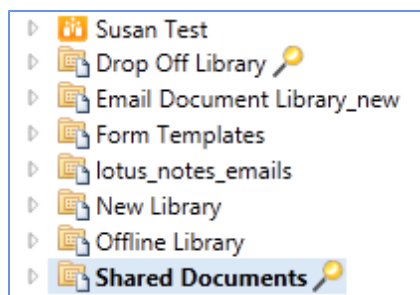 Susan Test
Drop Off Library
Email Document Library_new
Form Templates
lotus_notes_emails
New Library
Offline Library
Shared Documents